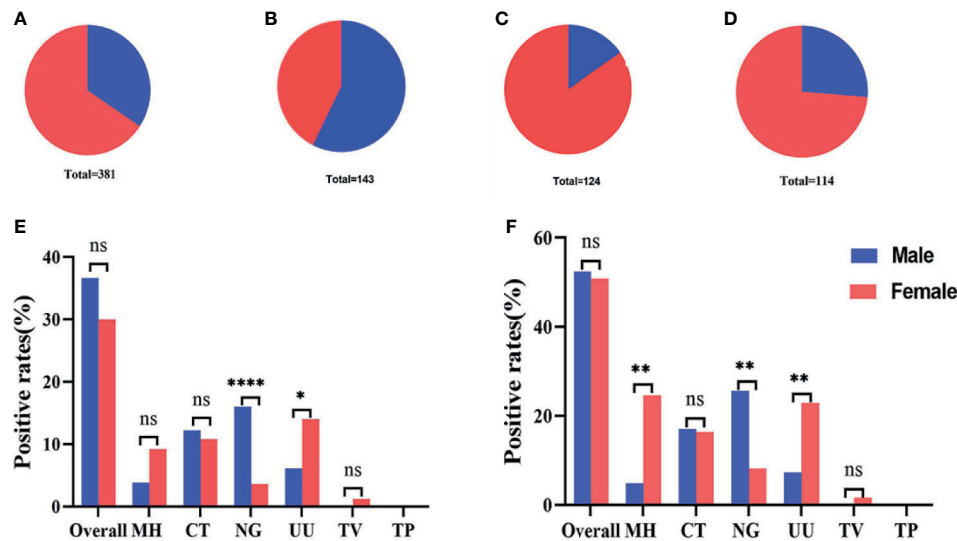 A
B
C
D
Total=381
Total=143
Total=124
Total=114
E
F
Positive rates(%)
40
30
20
10
0
ns
ns
ns
****
*
ns
Overall MH CT NG UU TV TP
Positive rates(%)
60
40
20
0
ns
**
ns
**
**
ns
Overall MH CT NG UU TV TP
Male
Female